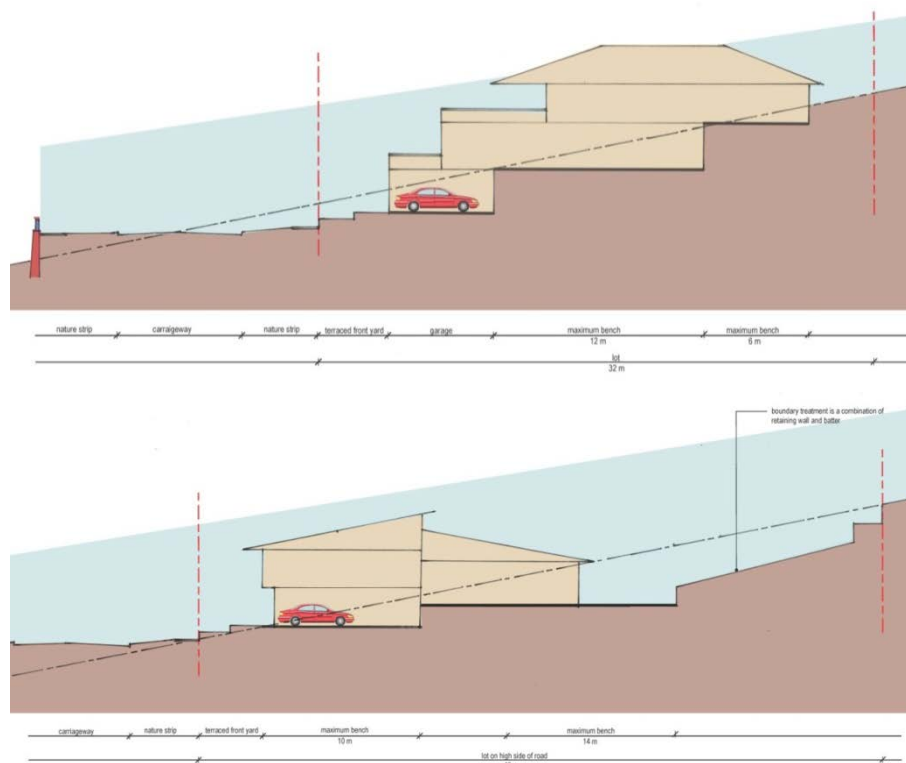 nature strip
carraigeway
nature strip
terraced front yard
garage
maximum bench
12 m
maximum bench
6 m
lot
32 m
boundary treatment is a combination of
retaining wall and batter
carriageway
nature strip
terraced front yard
maximum bench
10 m
maximum bench
14 m
lot on high side of road